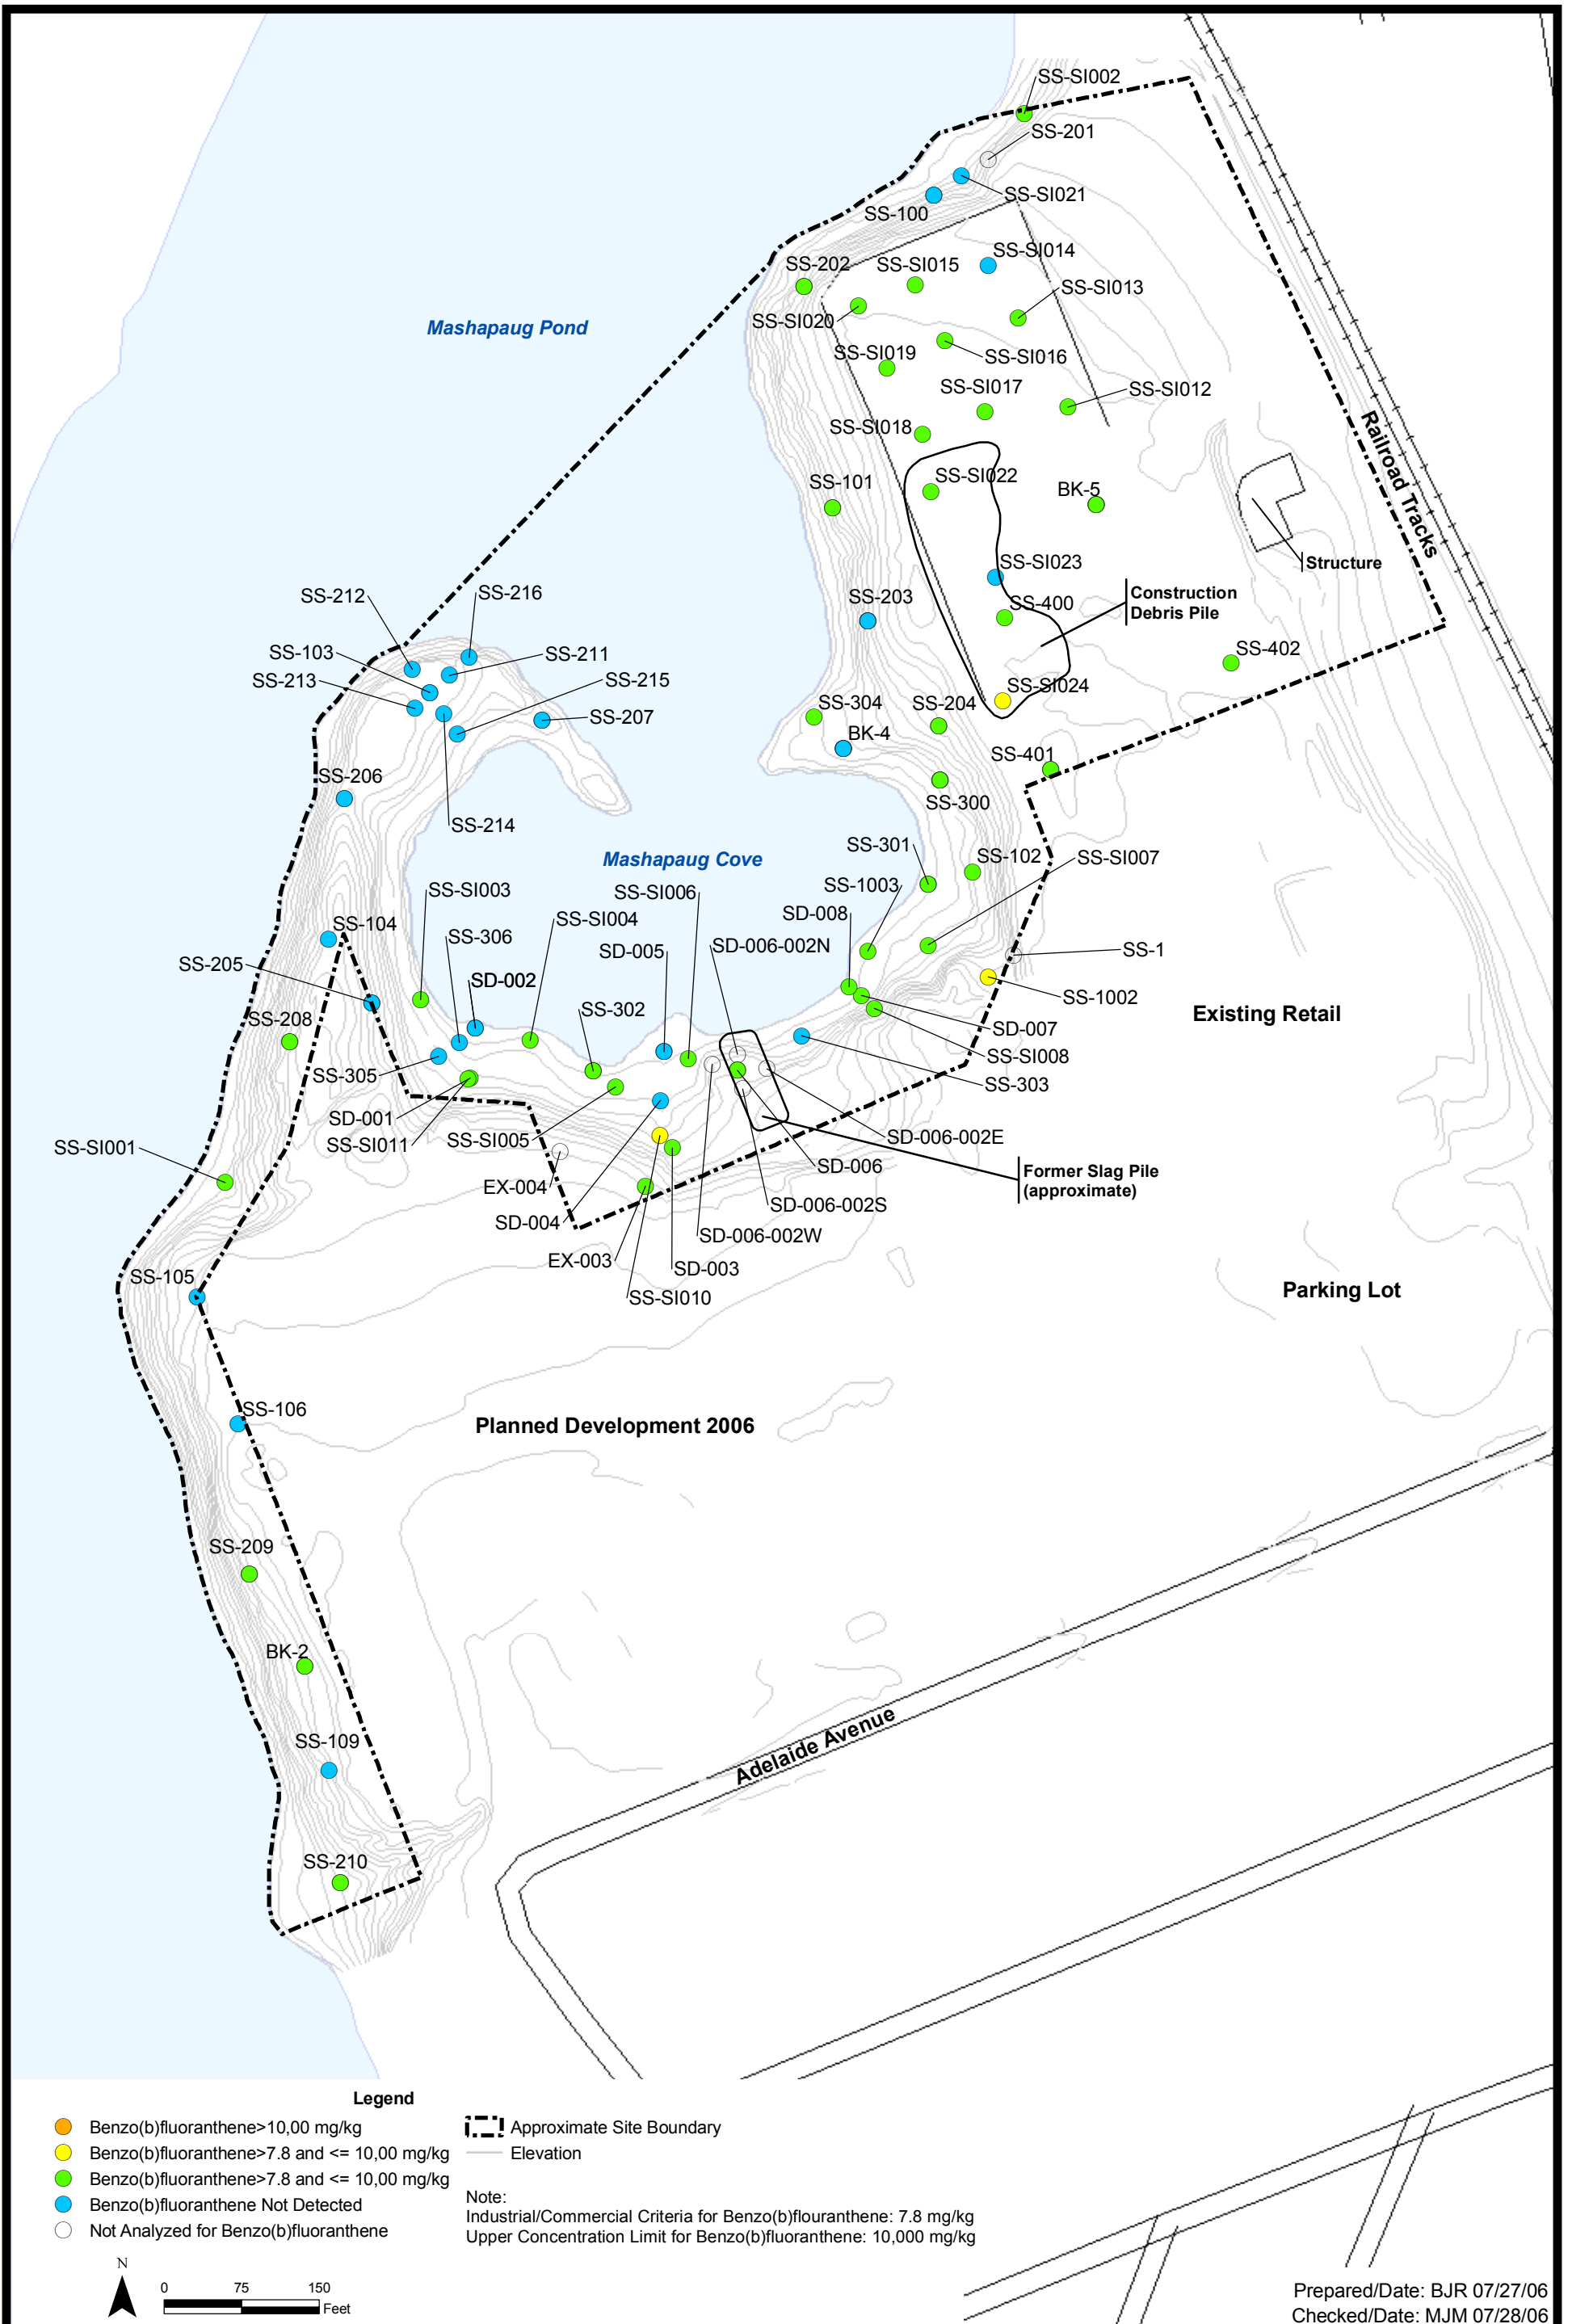 SS-SI002
SS-201
SS-SI021
SS-100
SS-SI014
SS-202
SS-SI015
SS-SI013
SS-SI020
Mashapaug Pond
SS-SI016
SS-SI019
SS-SI017
SS-SI012
SS-SI018
Railroad Tracks
SS-SI022
SS-101
BK-5
Structure
SS-SI023
Construction
Debris Pile
SS-212
SS-216
SS-203
SS-400
SS-103
SS-211
SS-402
SS-213
SS-215
SS-SI024
SS-207
SS-304
SS-204
BK-4
SS-401
SS-206
SS-300
SS-214
SS-301
Mashapaug Cove
SS-102
SS-SI007
SS-SI003
SS-SI006
SS-1003
SD-008
SS-SI004
SS-104
SS-306
SD-005
SD-006-002N
SS-1
SS-205
SD-002
SS-1002
SS-302
Existing Retail
SS-208
SD-007
SS-SI008
SS-305
SS-303
SD-001
SS-SI011
SS-SI005
SD-006-002E
SS-SI001
SD-006
Former Slag Pile
(approximate)
EX-004
SD-006-002S
SD-004
SD-006-002W
EX-003
SD-003
SS-105
SS-SI010
Parking Lot
SS-106
Planned Development 2006
SS-209
BK-2
SS-109
Adelaide Avenue
SS-210
Legend
Benzo(b)fluoranthene>10,00 mg/kg
Benzo(b)fluoranthene>7.8 and <= 10,00 mg/kg
Benzo(b)fluoranthene>7.8 and <= 10,00 mg/kg
Benzo(b)fluoranthene Not Detected
Not Analyzed for Benzo(b)fluoranthene
Approximate Site Boundary
Elevation
Note:
Industrial/Commercial Criteria for Benzo(b)flouranthene: 7.8 mg/kg
Upper Concentration Limit for Benzo(b)fluoranthene: 10,000 mg/kg
N
0 75 150
Feet
Prepared/Date: BJR 07/27/06
Checked/Date: MJM 07/28/06